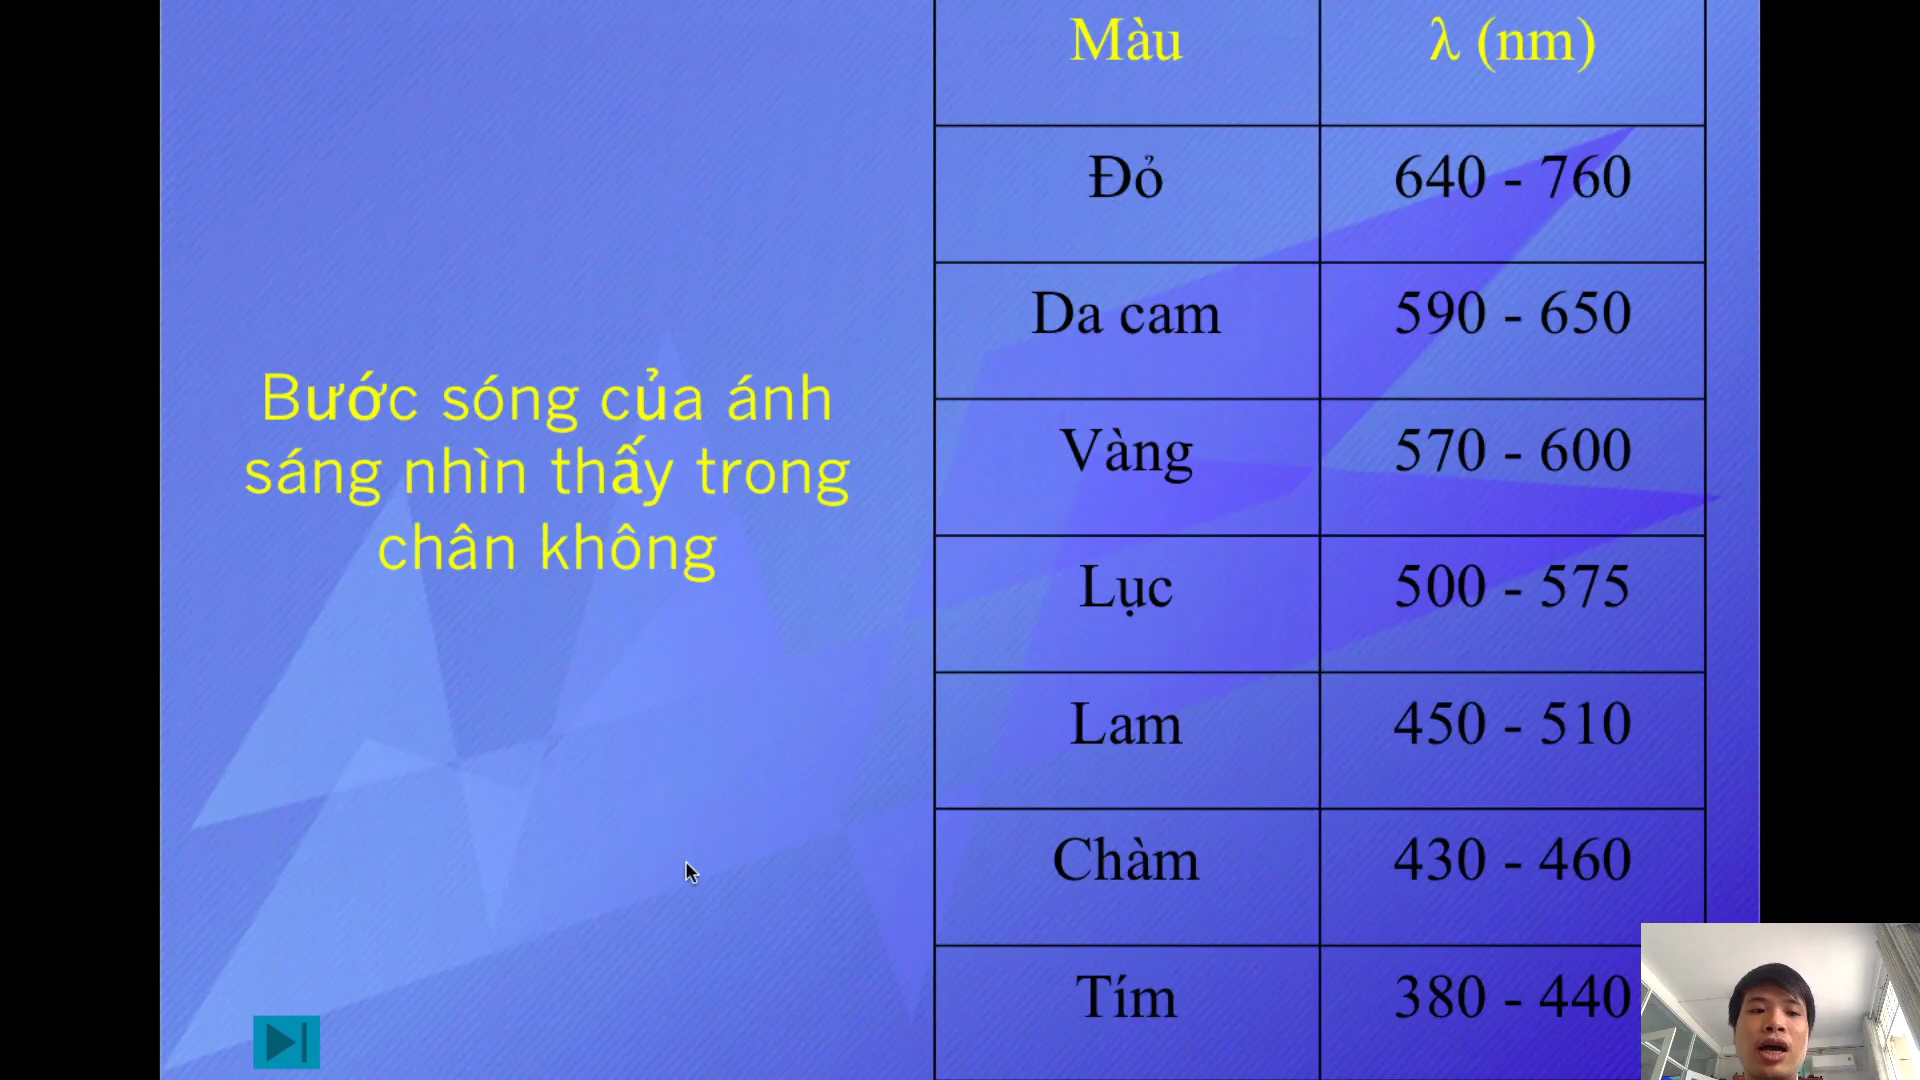 Bước sóng của ánh
sáng nhìn thấy trong
chân không
Màu λ (nm)
Đỏ 640 - 760
Da cam 590 - 650
Vàng 570 - 600
Lục 500 - 575
Lam 450 - 510
Chàm 430 - 460
Tím 380 - 440